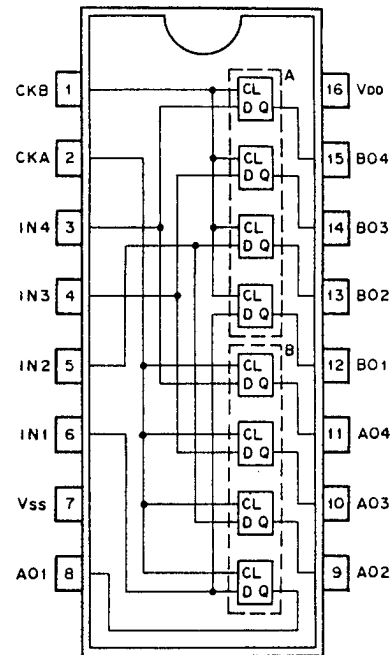 CKB 1
CKA 2
IN4 3
IN3 4
IN2 5
IN1 6
Vss 7
AO1 8
A
CL
D Q
CL
D Q
CL
D Q
CL
D Q
B
CL
D Q
CL
D Q
CL
D Q
CL
D Q
16 VDD
15 BO4
14 BO3
13 BO2
12 BO1
11 AO4
10 AO3
9 AO2